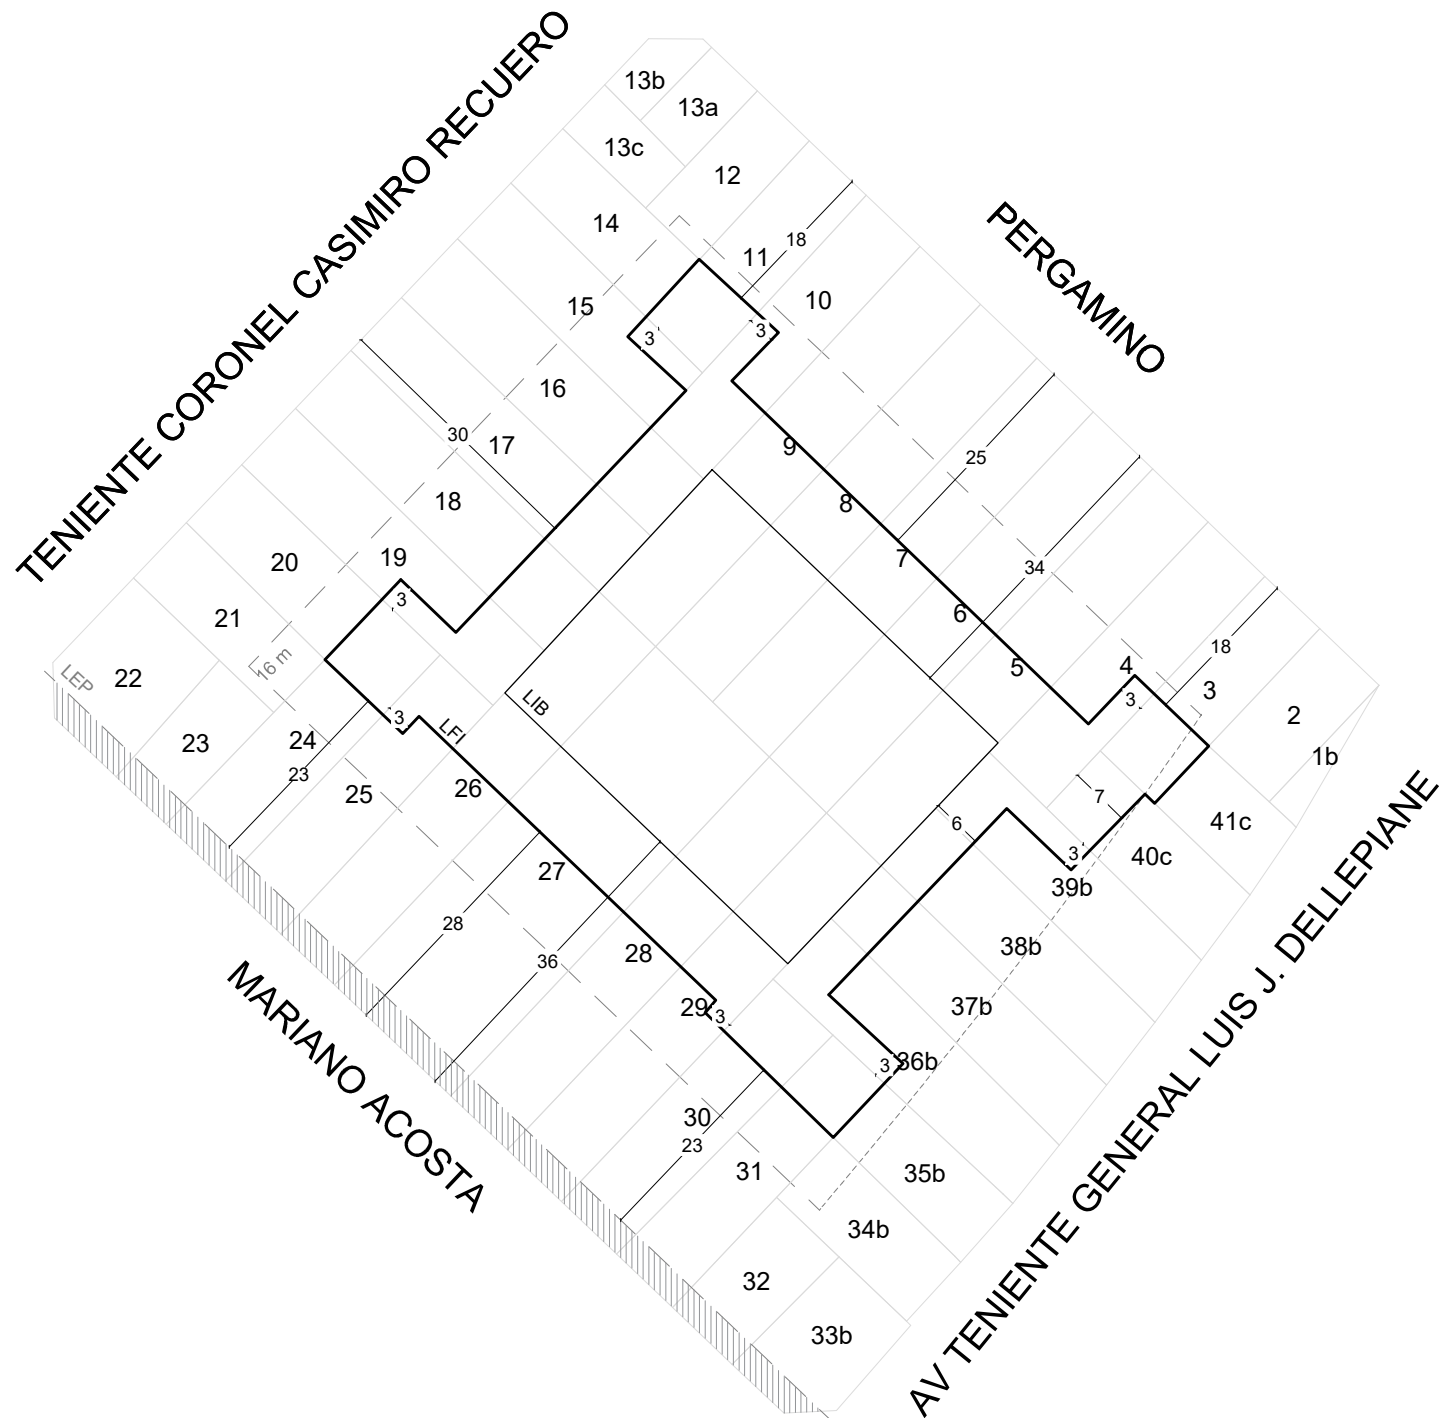 TENIENTE CORONEL CASIMIRO RECUERO
PERGAMINO
MARIANO ACOSTA
AV TENIENTE GENERAL LUIS J. DELLEPIANE
13b
13a
13c
12
14
11
18
10
15
3
3
16
30
17
9
25
18
8
19
7
34
20
3
6
21
5
4
18
3
3
16 m
LEP
22
LIB
2
3
LFI
1b
23
24
23
25
26
7
6
41c
3
40c
27
39b
28
38b
28
36
29
3
37b
3
36b
30
23
31
35b
34b
32
33b